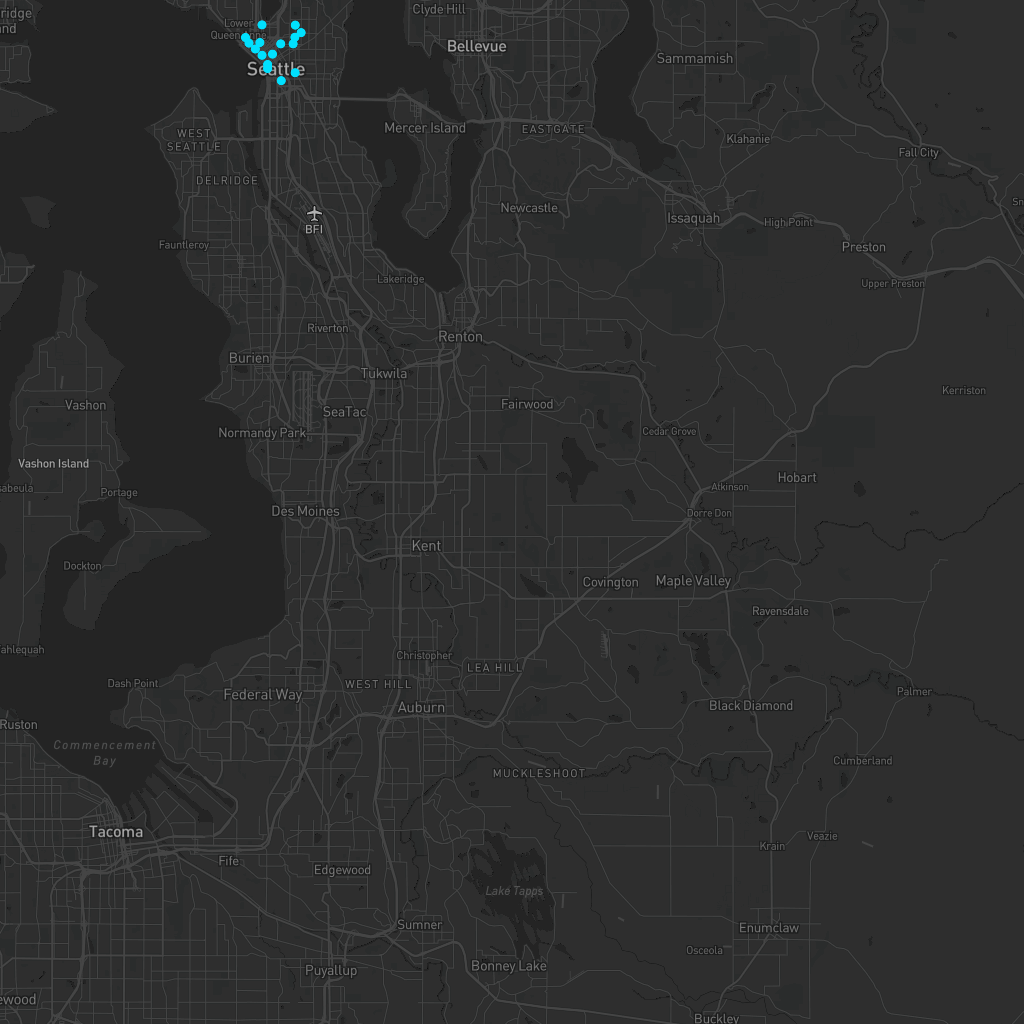 Clyde Hill
Lower
Queen Anne
Bellevue
Sammamish
Seattle
Mercer Island
EASTGATE
WEST
SEATTLE
Klahanie
Fall City
DELRIDGE
Newcastle
Issaquah
High Point
BFI
Fauntleroy
Preston
Lakeridge
Upper Preston
Riverton
Renton
Burien
Tukwila
Kerriston
Vashon
SeaTac
Fairwood
Normandy Park
Cedar Grove
Vashon Island
Hobart
Portage
Atkinson
Des Moines
Dorre Don
Kent
Dockton
Covington
Maple Valley
Ravensdale
ahlequah
Christopher
LEA HILL
Dash Point
WEST HILL
Federal Way
Palmer
Auburn
Black Diamond
Ruston
Commencement
Bay
Cumberland
MUCKLESHOOT
Tacoma
Veazie
Krain
Fife
Edgewood
Lake Tapps
Sumner
Enumclaw
Osceola
Puyallup
Bonney Lake
ewood
Buckley